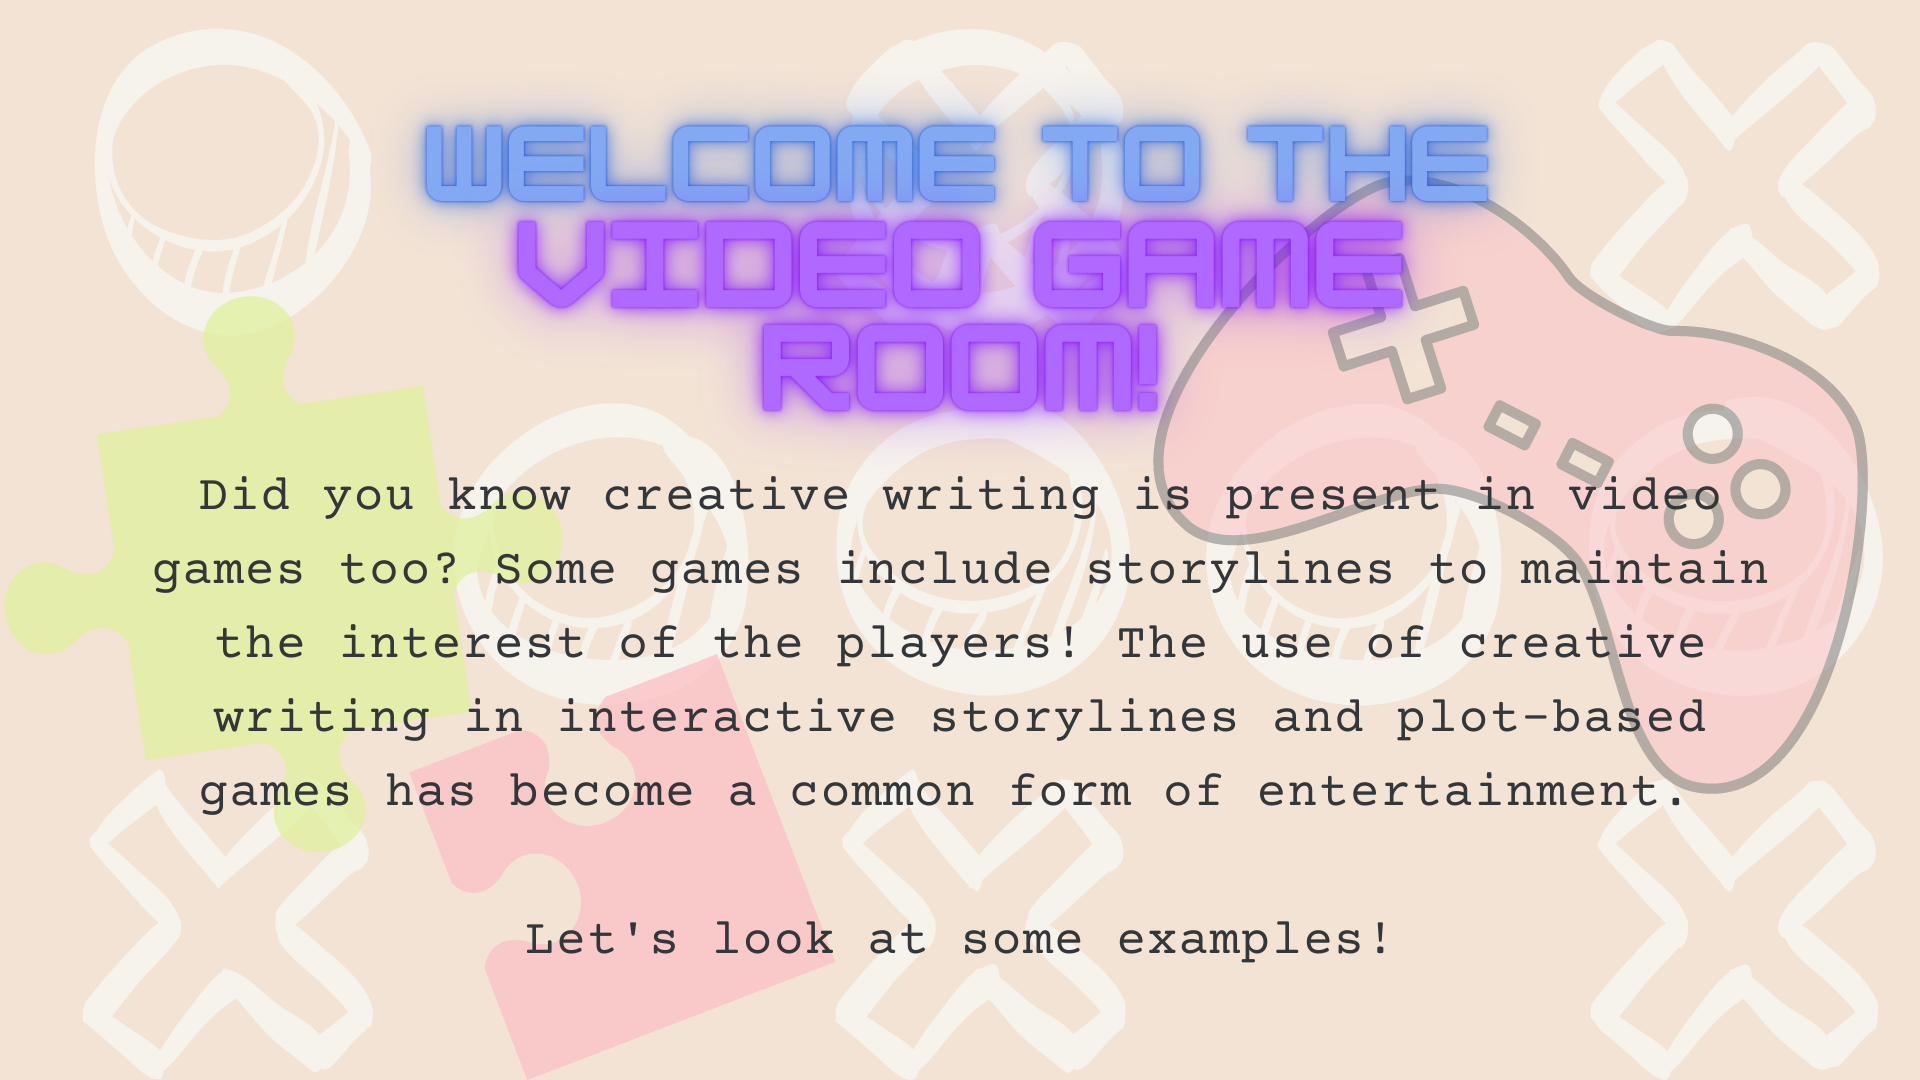 WELCOME TO THE
VIDEO GAME
ROOM!
Did you know creative writing is present in video
games too? Some games include storylines to maintain
the interest of the players! The use of creative
writing in interactive storylines and plot-based
games has become a common form of entertainment.
Let's look at some examples!